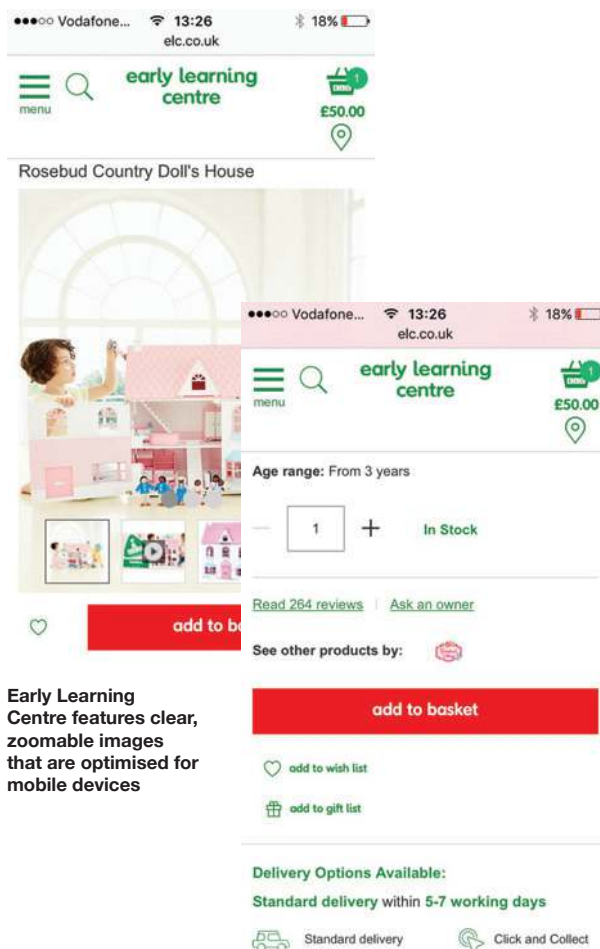 Vodafone... 13:26 18%
elc.co.uk
menu
early learning
centre
1
£50.00
Rosebud Country Doll's House
add to b
Early Learning
Centre features clear,
zoomable images
that are optimised for
mobile devices
Vodafone... 13:26 18%
elc.co.uk
menu
early learning
centre
1
£50.00
Age range: From 3 years
1 + In Stock
Read 264 reviews | Ask an owner
See other products by:
add to basket
add to wish list
add to gift list
Delivery Options Available:
Standard delivery within 5-7 working days
Standard delivery Click and Collect